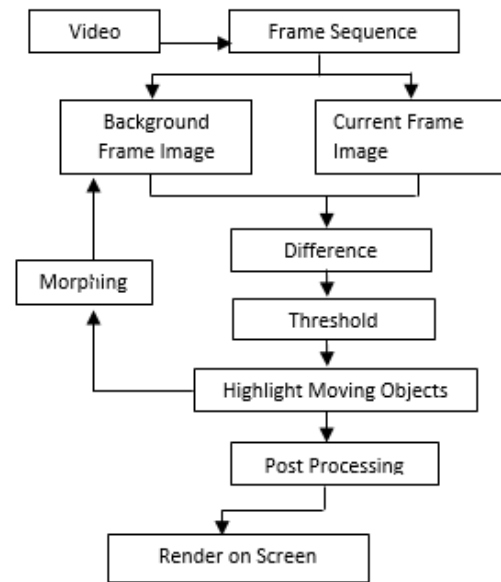 Video
Frame Sequence
Background
Frame Image
Current Frame
Image
Difference
Morphing
Threshold
Highlight Moving Objects
Post Processing
Render on Screen